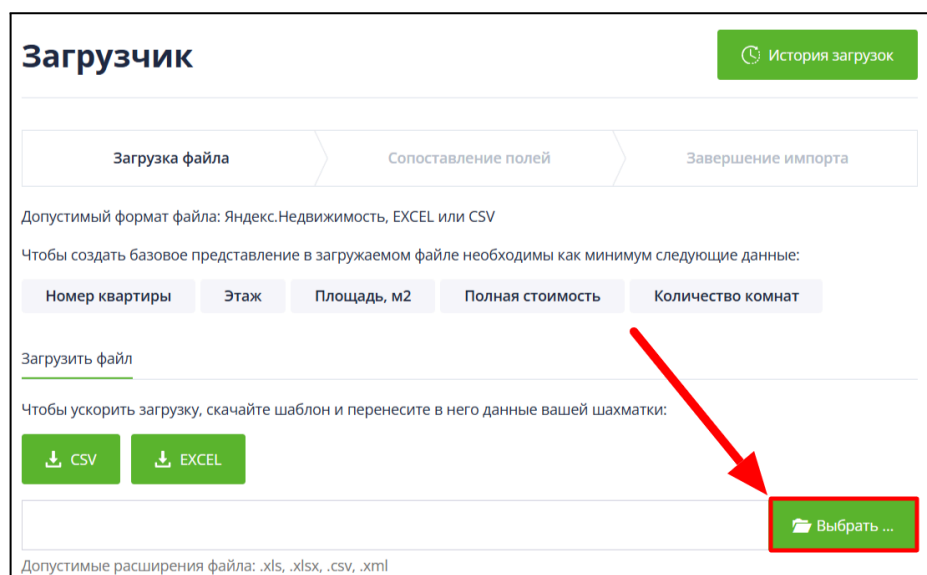 Загрузчик
История загрузок
Загрузка файла
Сопоставление полей
Завершение импорта
Допустимый формат файла: Яндекс.Недвижимость, EXCEL или CSV
Чтобы создать базовое представление в загружаемом файле необходимы как минимум следующие данные:
Номер квартиры
Этаж
Площадь, м2
Полная стоимость
Количество комнат
Загрузить файл
Чтобы ускорить загрузку, скачайте шаблон и перенесите в него данные вашей шахматки:
CSV
EXCEL
Выбрать ...
Допустимые расширения файла: .xls, .xlsx, .csv, .xml